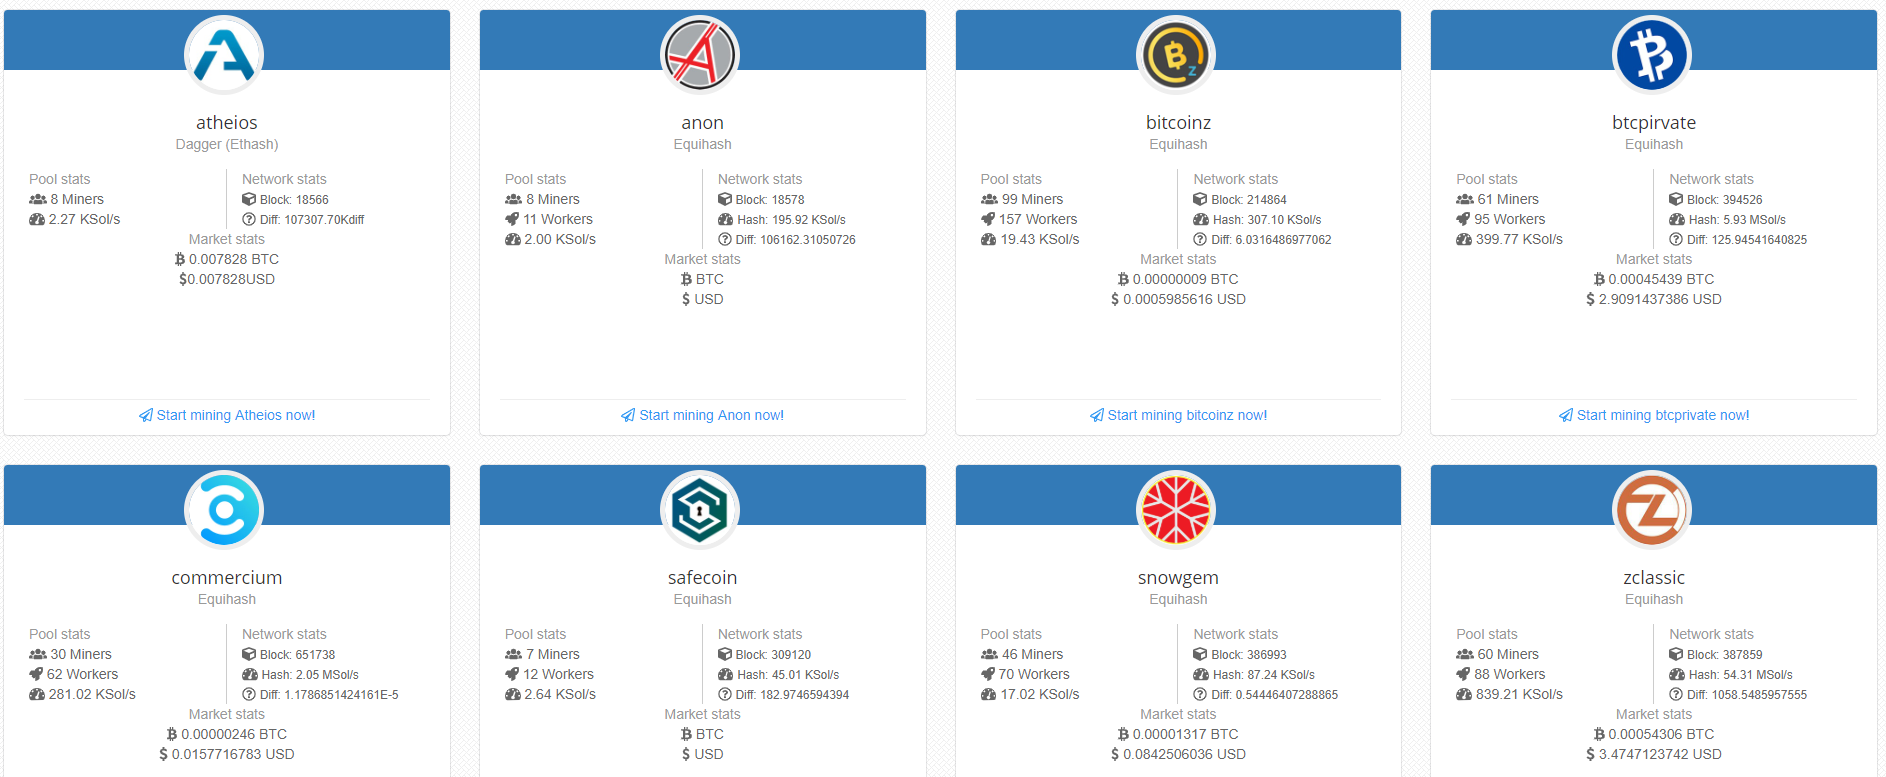 atheios
Dagger (Ethash)
Pool stats
8 Miners
2.27 KSol/s
Network stats
Block: 18566
Diff: 107307.70Kdiff
Market stats
0.007828 BTC
$0.007828USD
Start mining Atheios now!
anon
Equihash
Pool stats
8 Miners
11 Workers
2.00 KSol/s
Network stats
Block: 18578
Hash: 195.92 KSol/s
Diff: 106162.31050726
Market stats
BTC
$ USD
Start mining Anon now!
bitcoinz
Equihash
Pool stats
99 Miners
157 Workers
19.43 KSol/s
Network stats
Block: 214864
Hash: 307.10 KSol/s
Diff: 6.0316486977062
Market stats
0.00000009 BTC
$ 0.0005985616 USD
Start mining bitcoinz now!
btcpirvate
Equihash
Pool stats
61 Miners
95 Workers
399.77 KSol/s
Network stats
Block: 394526
Hash: 5.93 MSol/s
Diff: 125.94541640825
Market stats
0.00045439 BTC
$ 2.9091437386 USD
Start mining btcprivate now!
commercium
Equihash
Pool stats
30 Miners
62 Workers
281.02 KSol/s
Network stats
Block: 651738
Hash: 2.05 MSol/s
Diff: 1.1786851424161E-5
Market stats
0.00000246 BTC
$ 0.0157716783 USD
safecoin
Equihash
Pool stats
7 Miners
12 Workers
2.64 KSol/s
Network stats
Block: 309120
Hash: 45.01 KSol/s
Diff: 182.9746594394
Market stats
BTC
$ USD
snowgem
Equihash
Pool stats
46 Miners
70 Workers
17.02 KSol/s
Network stats
Block: 386993
Hash: 87.24 KSol/s
Diff: 0.54446407288865
Market stats
0.00001317 BTC
$ 0.0842506036 USD
zclassic
Equihash
Pool stats
60 Miners
88 Workers
839.21 KSol/s
Network stats
Block: 387859
Hash: 54.31 MSol/s
Diff: 1058.5485957555
Market stats
0.00054306 BTC
$ 3.4747123742 USD